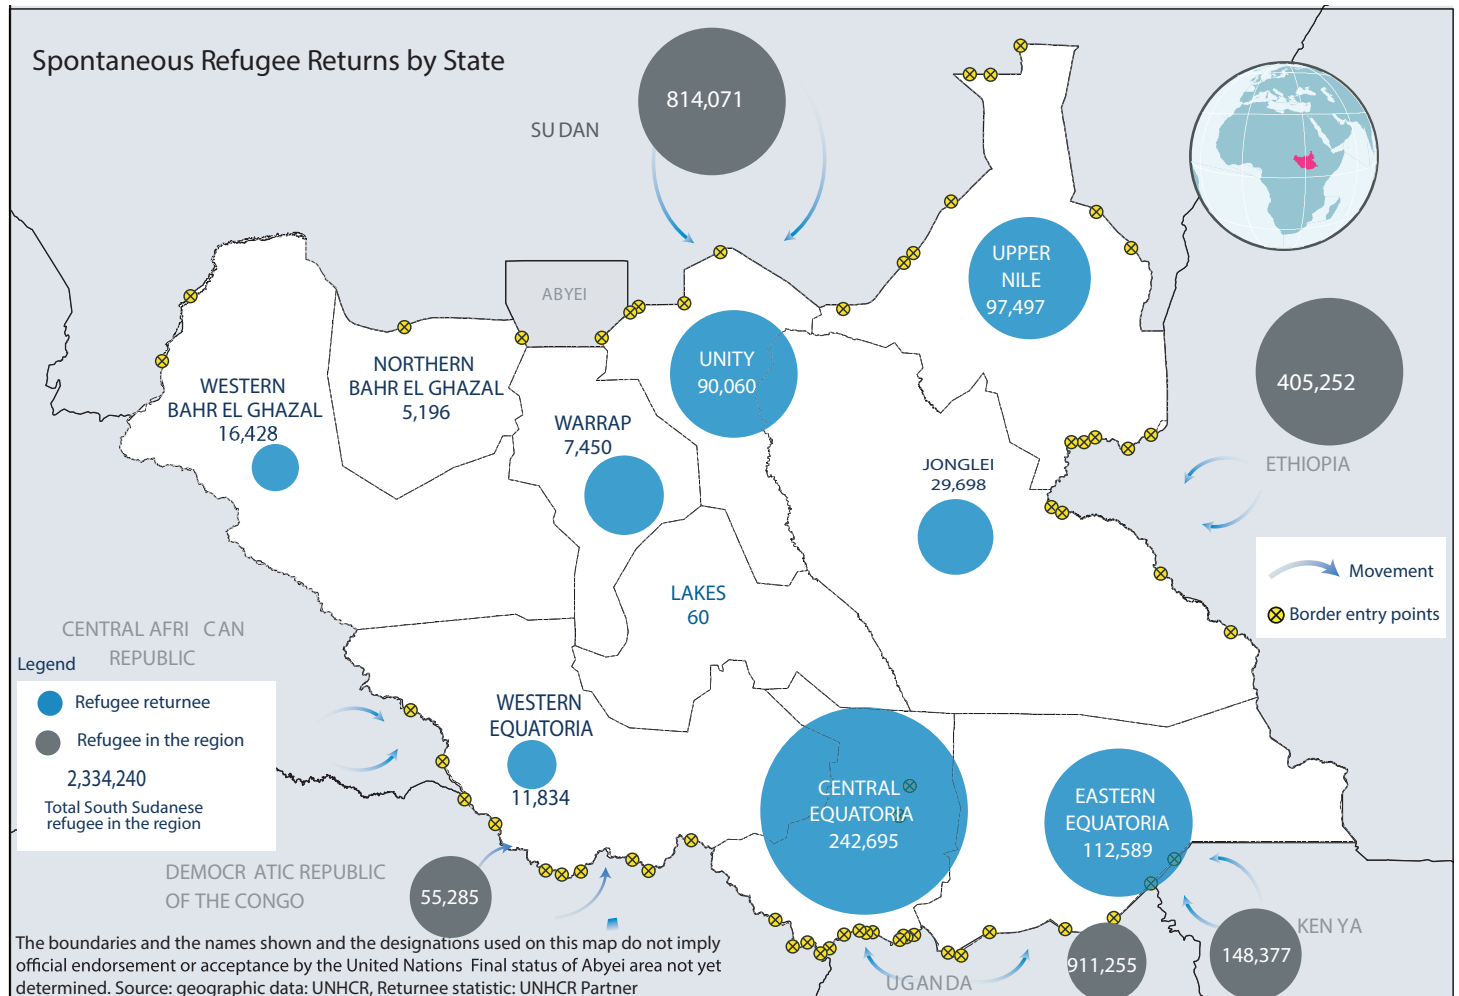 Spontaneous Refugee Returns by State
814,071
SU DAN
UPPER
NILE
97,497
ABYEI
UNITY
90,060
NORTHERN
BAHR EL GHAZAL
5,196
WESTERN
BAHR EL GHAZAL
16,428
WARRAP
7,450
405,252
ETHIOPIA
JONGLEI
29,698
Movement
Border entry points
LAKES
60
CENTRAL AFRI CAN
REPUBLIC
Legend
Refugee returnee
Refugee in the region
2,334,240
Total South Sudanese
refugee in the region
WESTERN
EQUATORIA
11,834
CENTRAL
EQUATORIA
242,695
EASTERN
EQUATORIA
112,589
DEMOCR ATIC REPUBLIC
OF THE CONGO
55,285
KEN YA
148,377
911,255
UGANDA
The boundaries and the names shown and the designations used on this map do not imply
official endorsement or acceptance by the United Nations Final status of Abyei area not yet
determined. Source: geographic data: UNHCR, Returnee statistic: UNHCR Partner